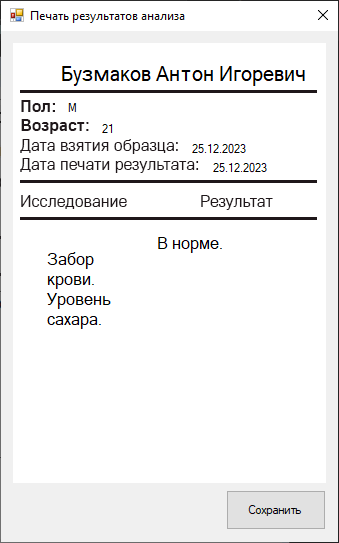 Печать результатов анализа
Бузмаков Антон Игоревич
Пол: М
Возраст: 21
Дата взятия образца: 25.12.2023
Дата печати результата: 25.12.2023
Исследование Результат
В норме.
Забор
крови.
Уровень
сахара.
Сохранить